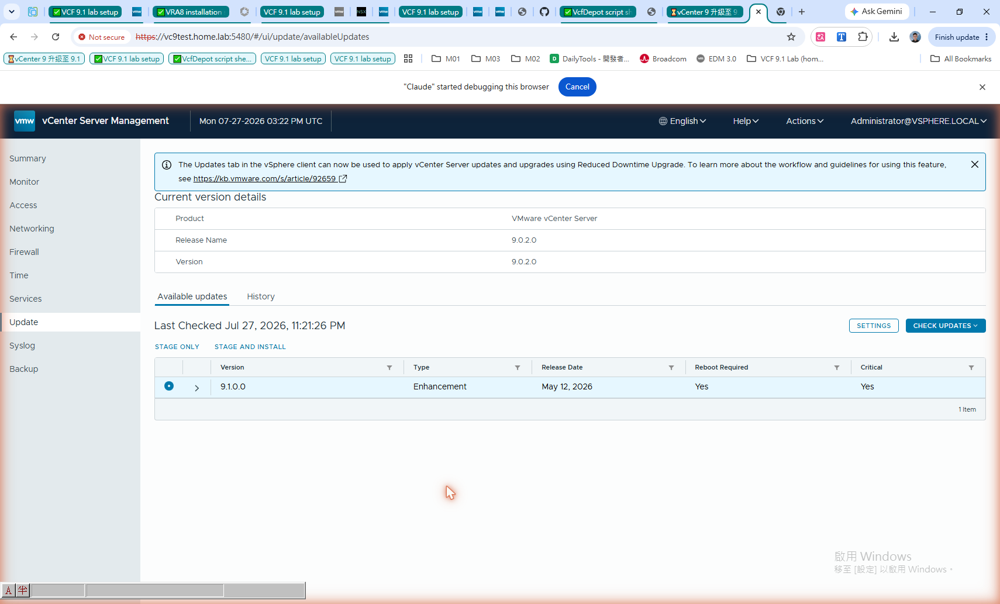 ✅VCF 9.1 lab setup
✅VRA8 installation
VCF 9.1 lab setup
NSX
VCF 9.1 lab setup
✅VcfDepot script sh
⏳vCenter 9 升級至 9
Ask Gemini
Not secure
https://vc9test.home.lab:5480/#/ui/update/availableUpdates
Finish update
⏳vCenter 9 升級至 9.1
✅VCF 9.1 lab setup
✅VcfDepot script she...
VCF 9.1 lab setup
VCF 9.1 lab setup
M01
M03
M02
DailyTools - 開發者...
Broadcom
EDM 3.0
VCF 9.1 Lab (hom...
All Bookmarks
"Claude" started debugging this browser
Cancel
vmw
vCenter Server Management
Mon 07-27-2026 03:22 PM UTC
English
Help
Actions
Administrator@VSPHERE.LOCAL
Summary
Monitor
Access
Networking
Firewall
Time
Services
Update
Syslog
Backup
The Updates tab in the vSphere client can now be used to apply vCenter Server updates and upgrades using Reduced Downtime Upgrade. To learn more about the workflow and guidelines for using this feature,
see https://kb.vmware.com/s/article/92659
Current version details
Product VMware vCenter Server
Release Name 9.0.2.0
Version 9.0.2.0
Available updates
History
Last Checked Jul 27, 2026, 11:21:26 PM
SETTINGS
CHECK UPDATES
STAGE ONLY
STAGE AND INSTALL
Version Type Release Date Reboot Required Critical
9.1.0.0 Enhancement May 12, 2026 Yes Yes
1 Item
啟用 Windows
移至 [設定] 以啟用 Windows。
A 半